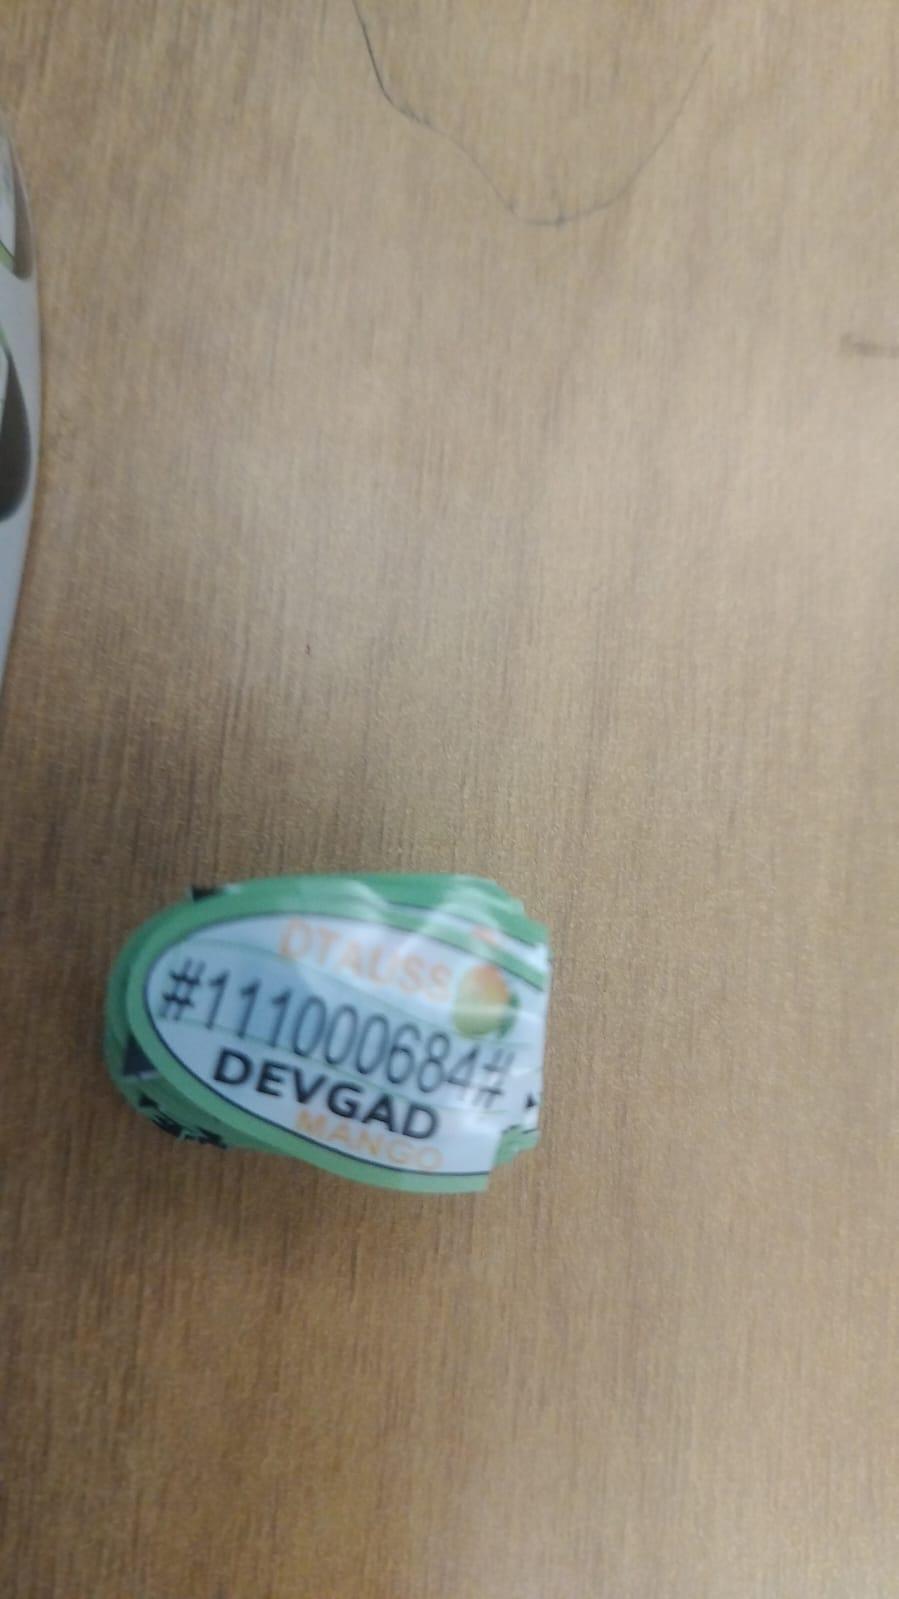 DTAUSS
#111000684#
DEVGAD
MANGO